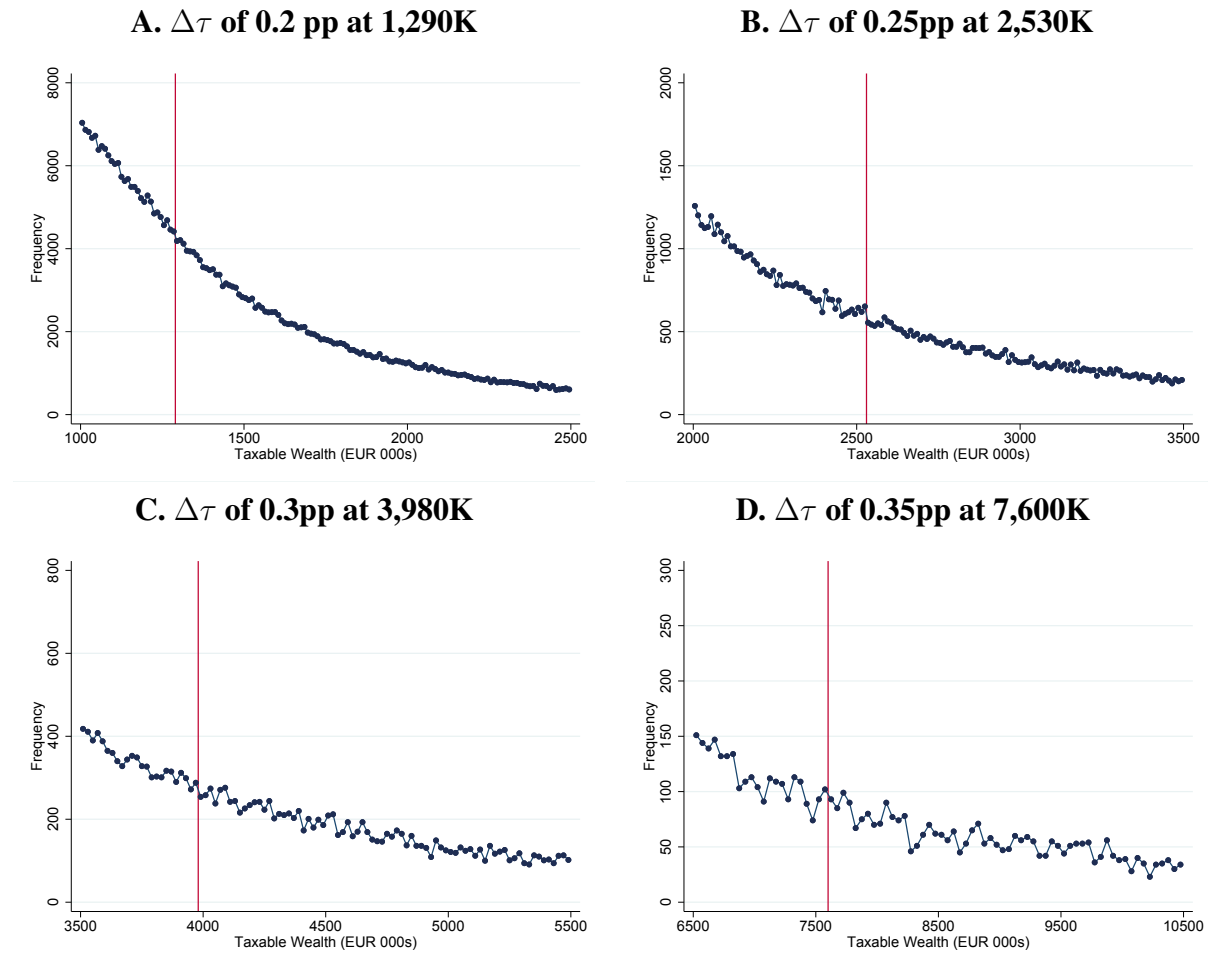 A. Δτ of 0.2 pp at 1,290K
8000
6000
4000
2000
0
Frequency
1000 1500 2000 2500
Taxable Wealth (EUR 000s)
B. Δτ of 0.25pp at 2,530K
2000
1500
1000
500
0
Frequency
2000 2500 3000 3500
Taxable Wealth (EUR 000s)
C. Δτ of 0.3pp at 3,980K
800
600
400
200
0
Frequency
3500 4000 4500 5000 5500
Taxable Wealth (EUR 000s)
D. Δτ of 0.35pp at 7,600K
300
250
200
150
100
50
0
Frequency
6500 7500 8500 9500 10500
Taxable Wealth (EUR 000s)